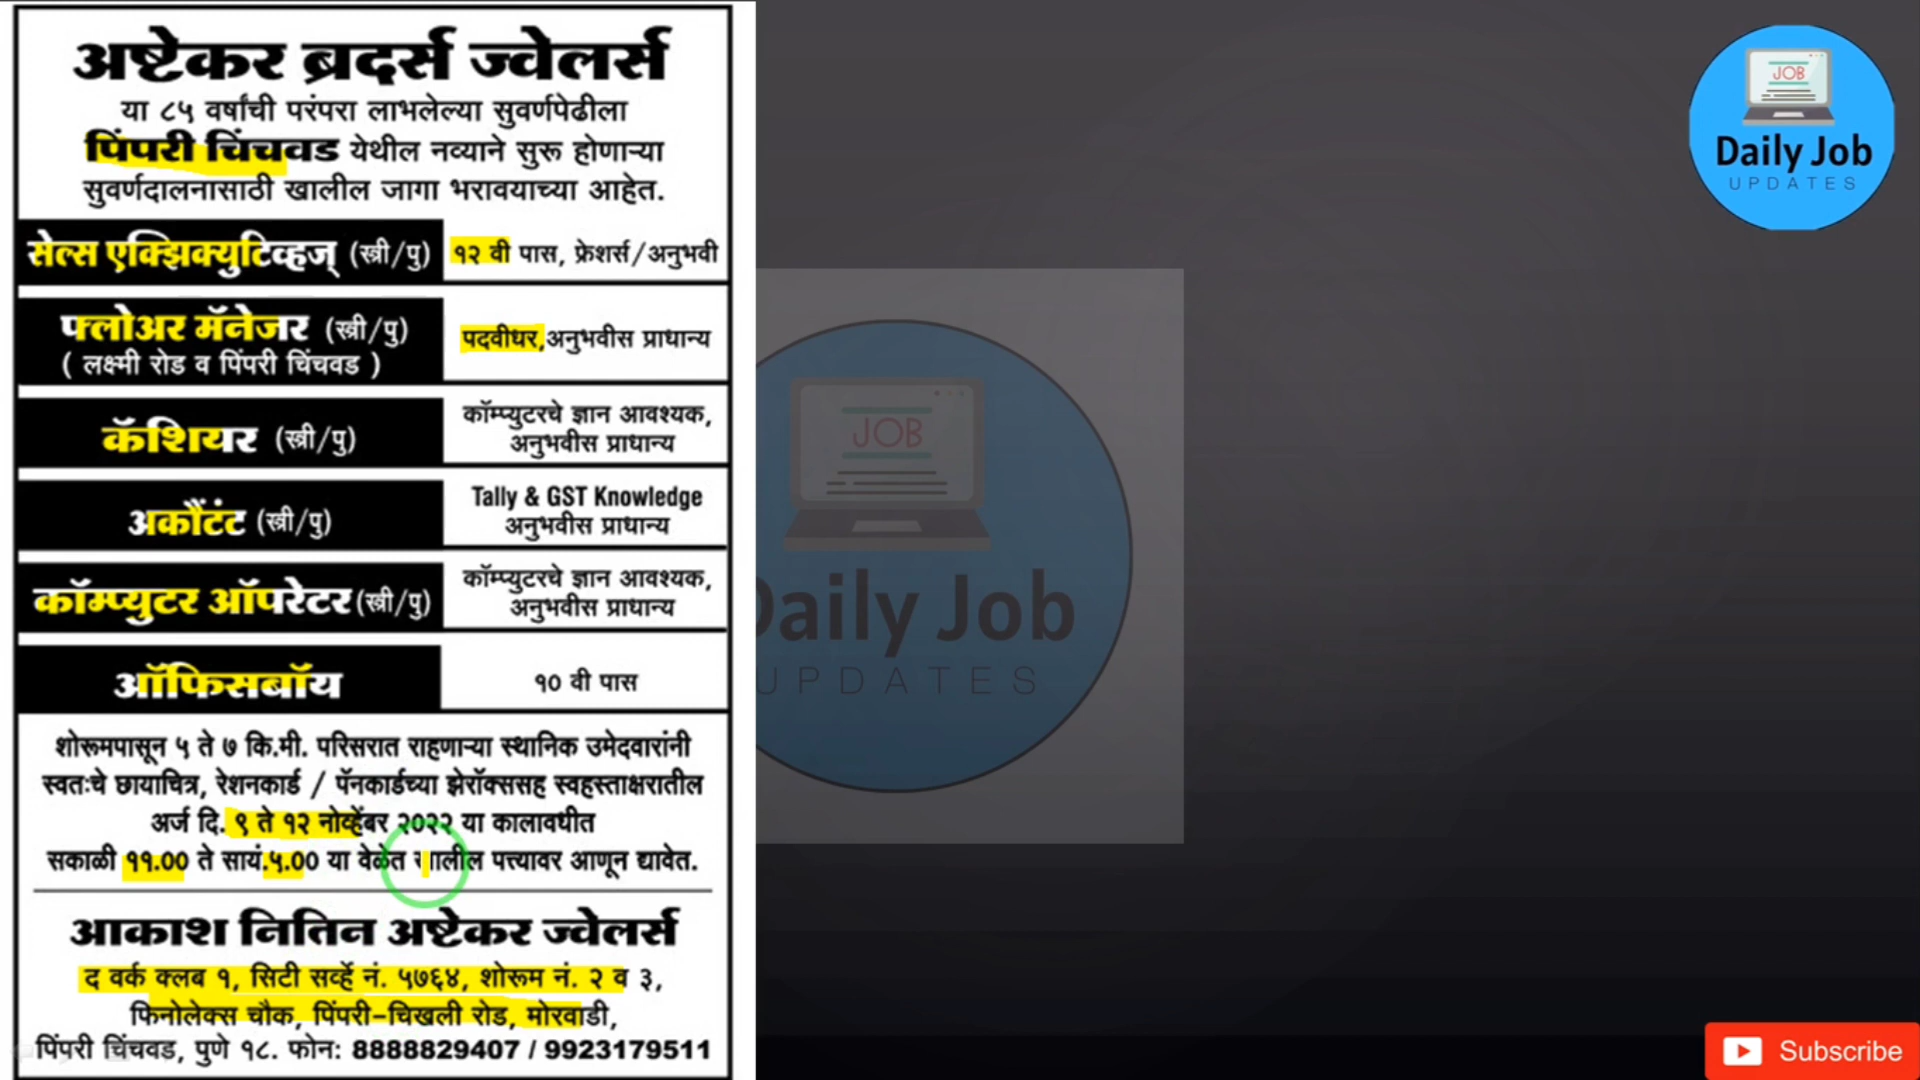 अष्टेकर ब्रदर्स ज्वेलर्स
या ८५ वर्षांची परंपरा लाभलेल्या सुवर्णपेढीला
पिंपरी चिंचवड येथील नव्याने सुरू होणाऱ्या
सुवर्णदालनासाठी खालील जागा भरावयाच्या आहेत.
सेल्स एक्झिक्युटिव्हज् (स्त्री/पु) १२ वी पास, फ्रेशर्स/अनुभवी
फ्लोअर मॅनेजर (स्त्री/पु)
( लक्ष्मी रोड व पिंपरी चिंचवड )
पदवीधर,अनुभवीस प्राधान्य
कॅशियर (स्त्री/पु)
कॉम्प्युटरचे ज्ञान आवश्यक,
अनुभवीस प्राधान्य
अकौंटंट (स्त्री/पु)
Tally & GST Knowledge
अनुभवीस प्राधान्य
कॉम्प्युटर ऑपरेटर(स्त्री/पु)
कॉम्प्युटरचे ज्ञान आवश्यक,
अनुभवीस प्राधान्य
ऑफिसबॉय १० वी पास
शोरूमपासून ५ ते ७ कि.मी. परिसरात राहणाऱ्या स्थानिक उमेदवारांनी
स्वतःचे छायाचित्र, रेशनकार्ड / पॅनकार्डच्या झेरॉक्ससह स्वहस्ताक्षरातील
अर्ज दि. ९ ते १२ नोव्हेंबर २०२२ या कालावधीत
सकाळी ११.00 ते सायं.५.00 या वेळेत खालील पत्त्यावर आणून द्यावेत.
आकाश नितिन अष्टेकर ज्वेलर्स
द वर्क क्लब १, सिटी सर्व्हे नं. ५७६४, शोरूम नं. २ व ३,
फिनोलेक्स चौक, पिंपरी-चिखली रोड, मोरवाडी,
पिंपरी चिंचवड, पुणे १८. फोन: 8888829407 / 9923179511
JOB
Daily Job
UPDATES
JOB
Daily Job
UPDATES
Subscribe